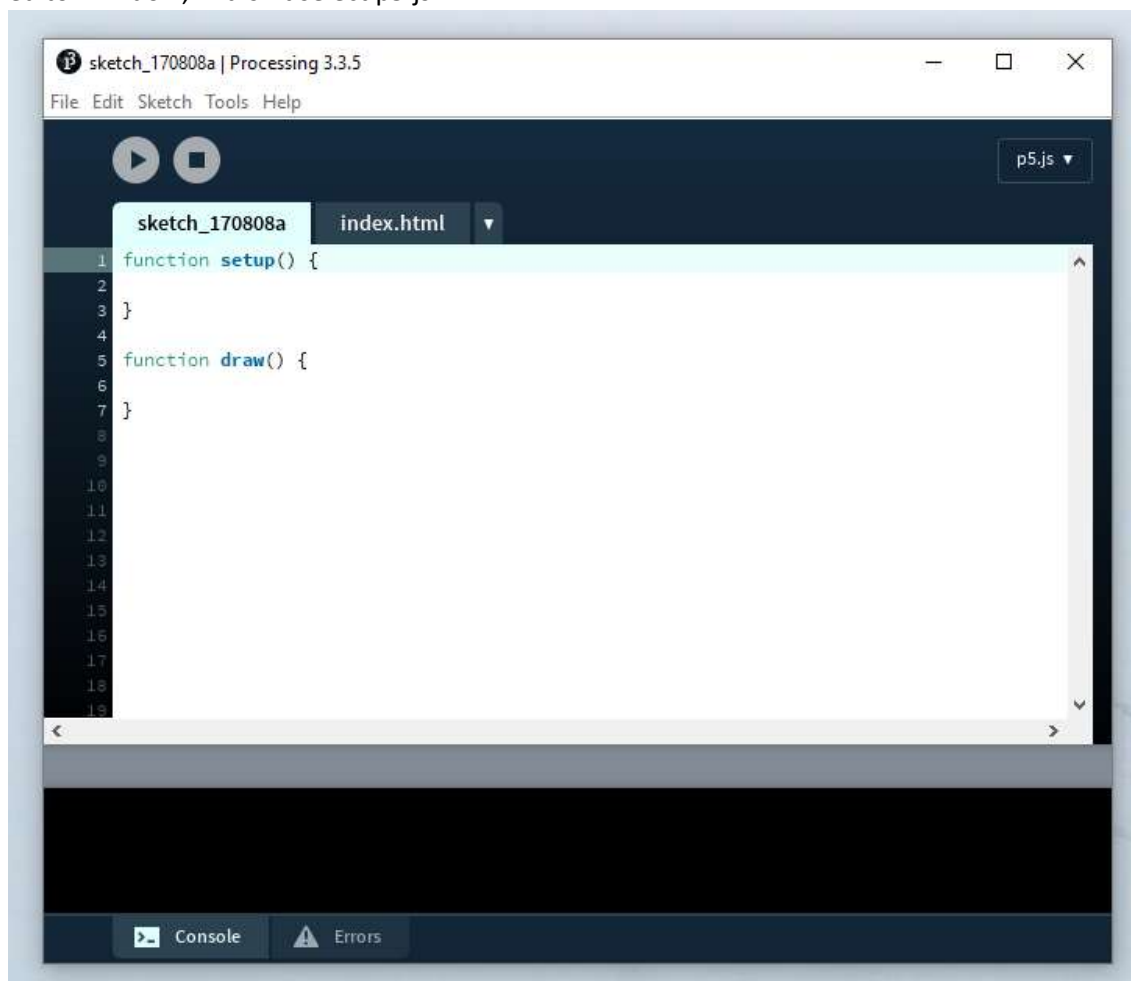 sketch_170808a | Processing 3.3.5
File Edit Sketch Tools Help
p5.js ▼
sketch_170808a index.html ▼
1 function setup() {
2
3 }
4
5 function draw() {
6
7 }
8
9
10
11
12
13
14
15
16
17
18
19
Console Errors